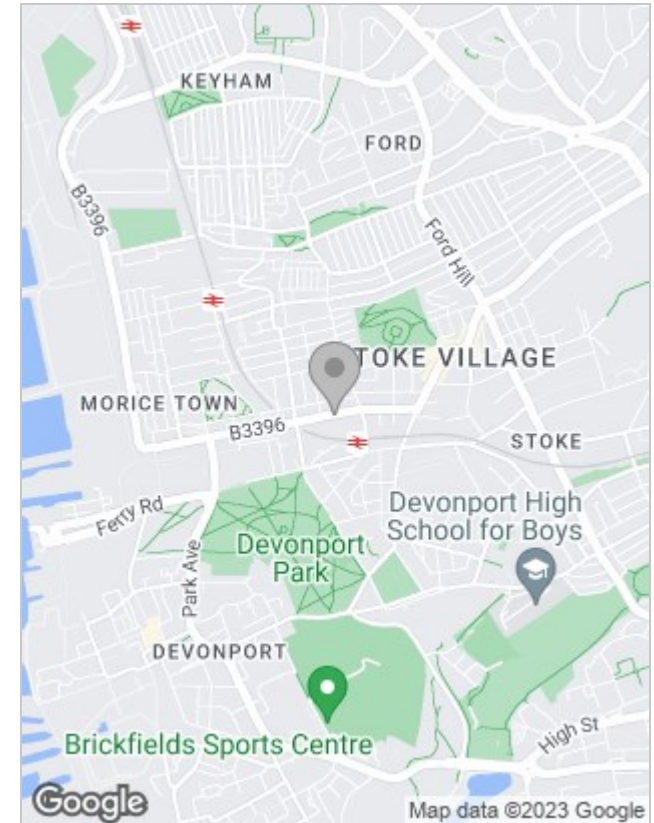 KEYHAM
FORD
B3396
Ford Hill
TOKE VILLAGE
MORICE TOWN
B3396
STOKE
Ferry Rd
Devonport High
School for Boys
Devonport
Park
Park Ave
DEVONPORT
High St
Brickfields Sports Centre
Google
Map data ©2023 Google